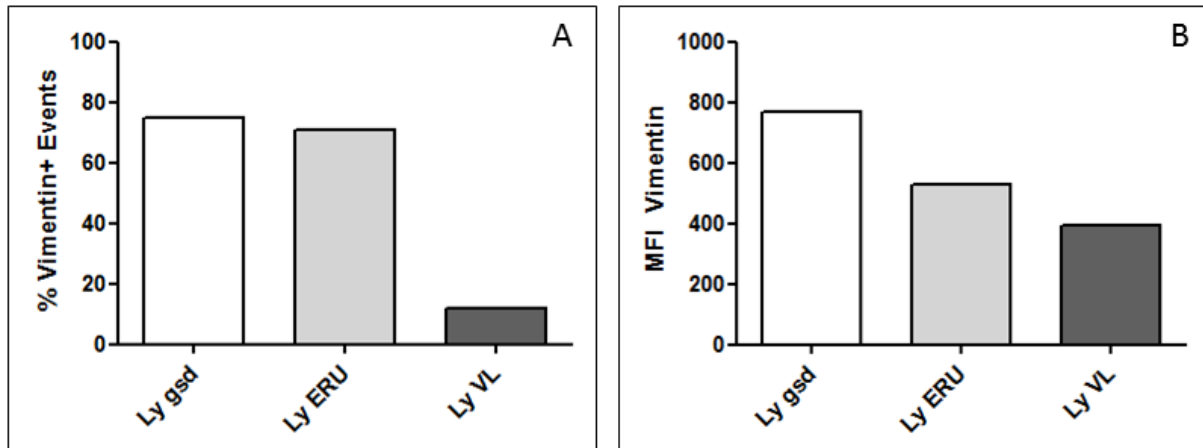 A
% Vimentin+ Events
100
80
60
40
20
0
Ly gsd
Ly ERU
Ly VL
B
MFI Vimentin
1000
800
600
400
200
0
Ly gsd
Ly ERU
Ly VL